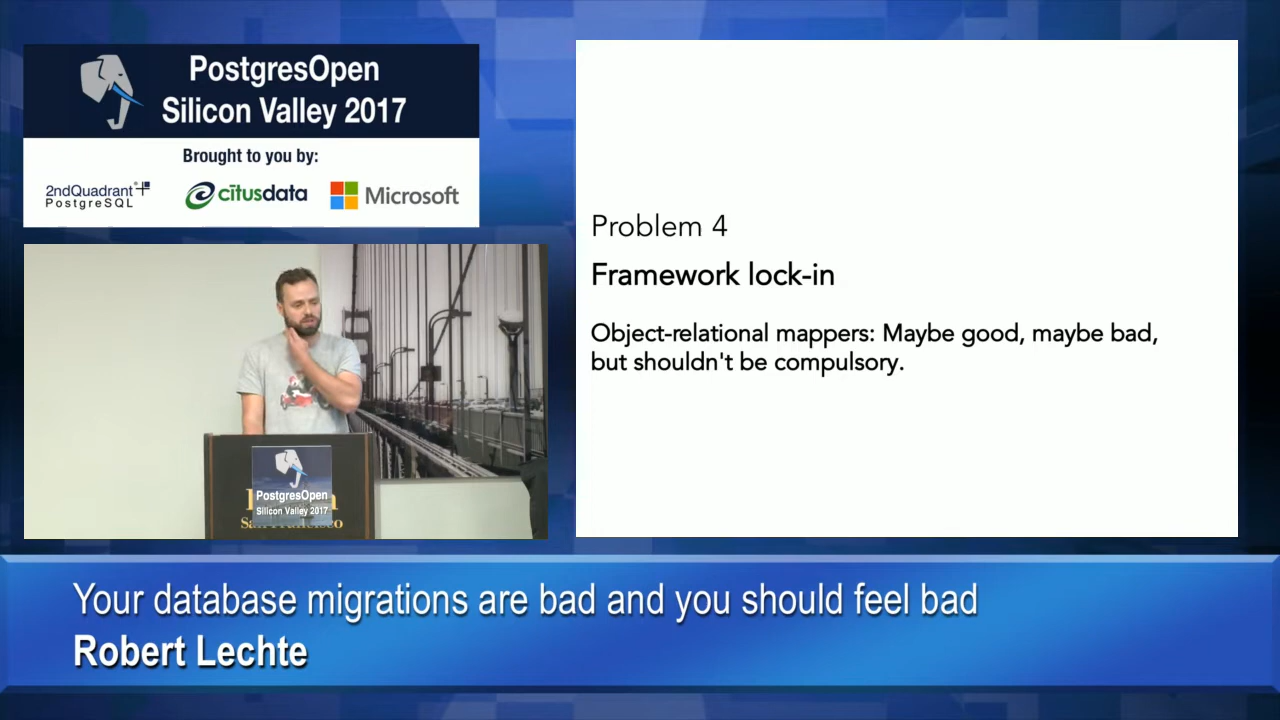 PostgresOpen
Silicon Valley 2017
Brought to you by:
2ndQuadrant
PostgreSQL
citusdata
Microsoft
Problem 4
Framework lock-in
Object-relational mappers: Maybe good, maybe bad,
but shouldn't be compulsory.
PostgresOpen
Silicon Valley 2017
San Francisco
Your database migrations are bad and you should feel bad
Robert Lechte